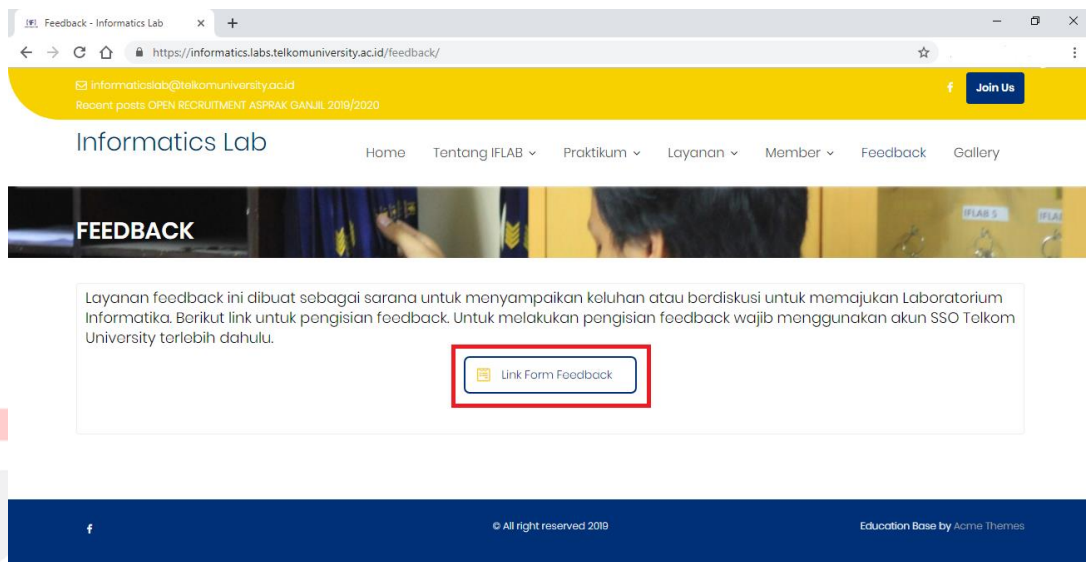 Feedback - Informatics Lab
https://informatics.labs.telkomuniversity.ac.id/feedback/
informaticslab@telkomuniversity.ac.id
Join Us
Recent posts OPEN RECRUITMENT ASPRAK GANJIL 2019/2020
Informatics Lab
Home Tentang IFLAB Praktikum Layanan Member Feedback Gallery
IFLAB 5
FEEDBACK
Layanan feedback ini dibuat sebagai sarana untuk menyampaikan keluhan atau berdiskusi untuk memajukan Laboratorium
Informatika. Berikut link untuk pengisian feedback. Untuk melakukan pengisian feedback wajib menggunakan akun SSO Telkom
University terlebih dahulu.
Link Form Feedback
© All right reserved 2019
Education Base by Acme Themes